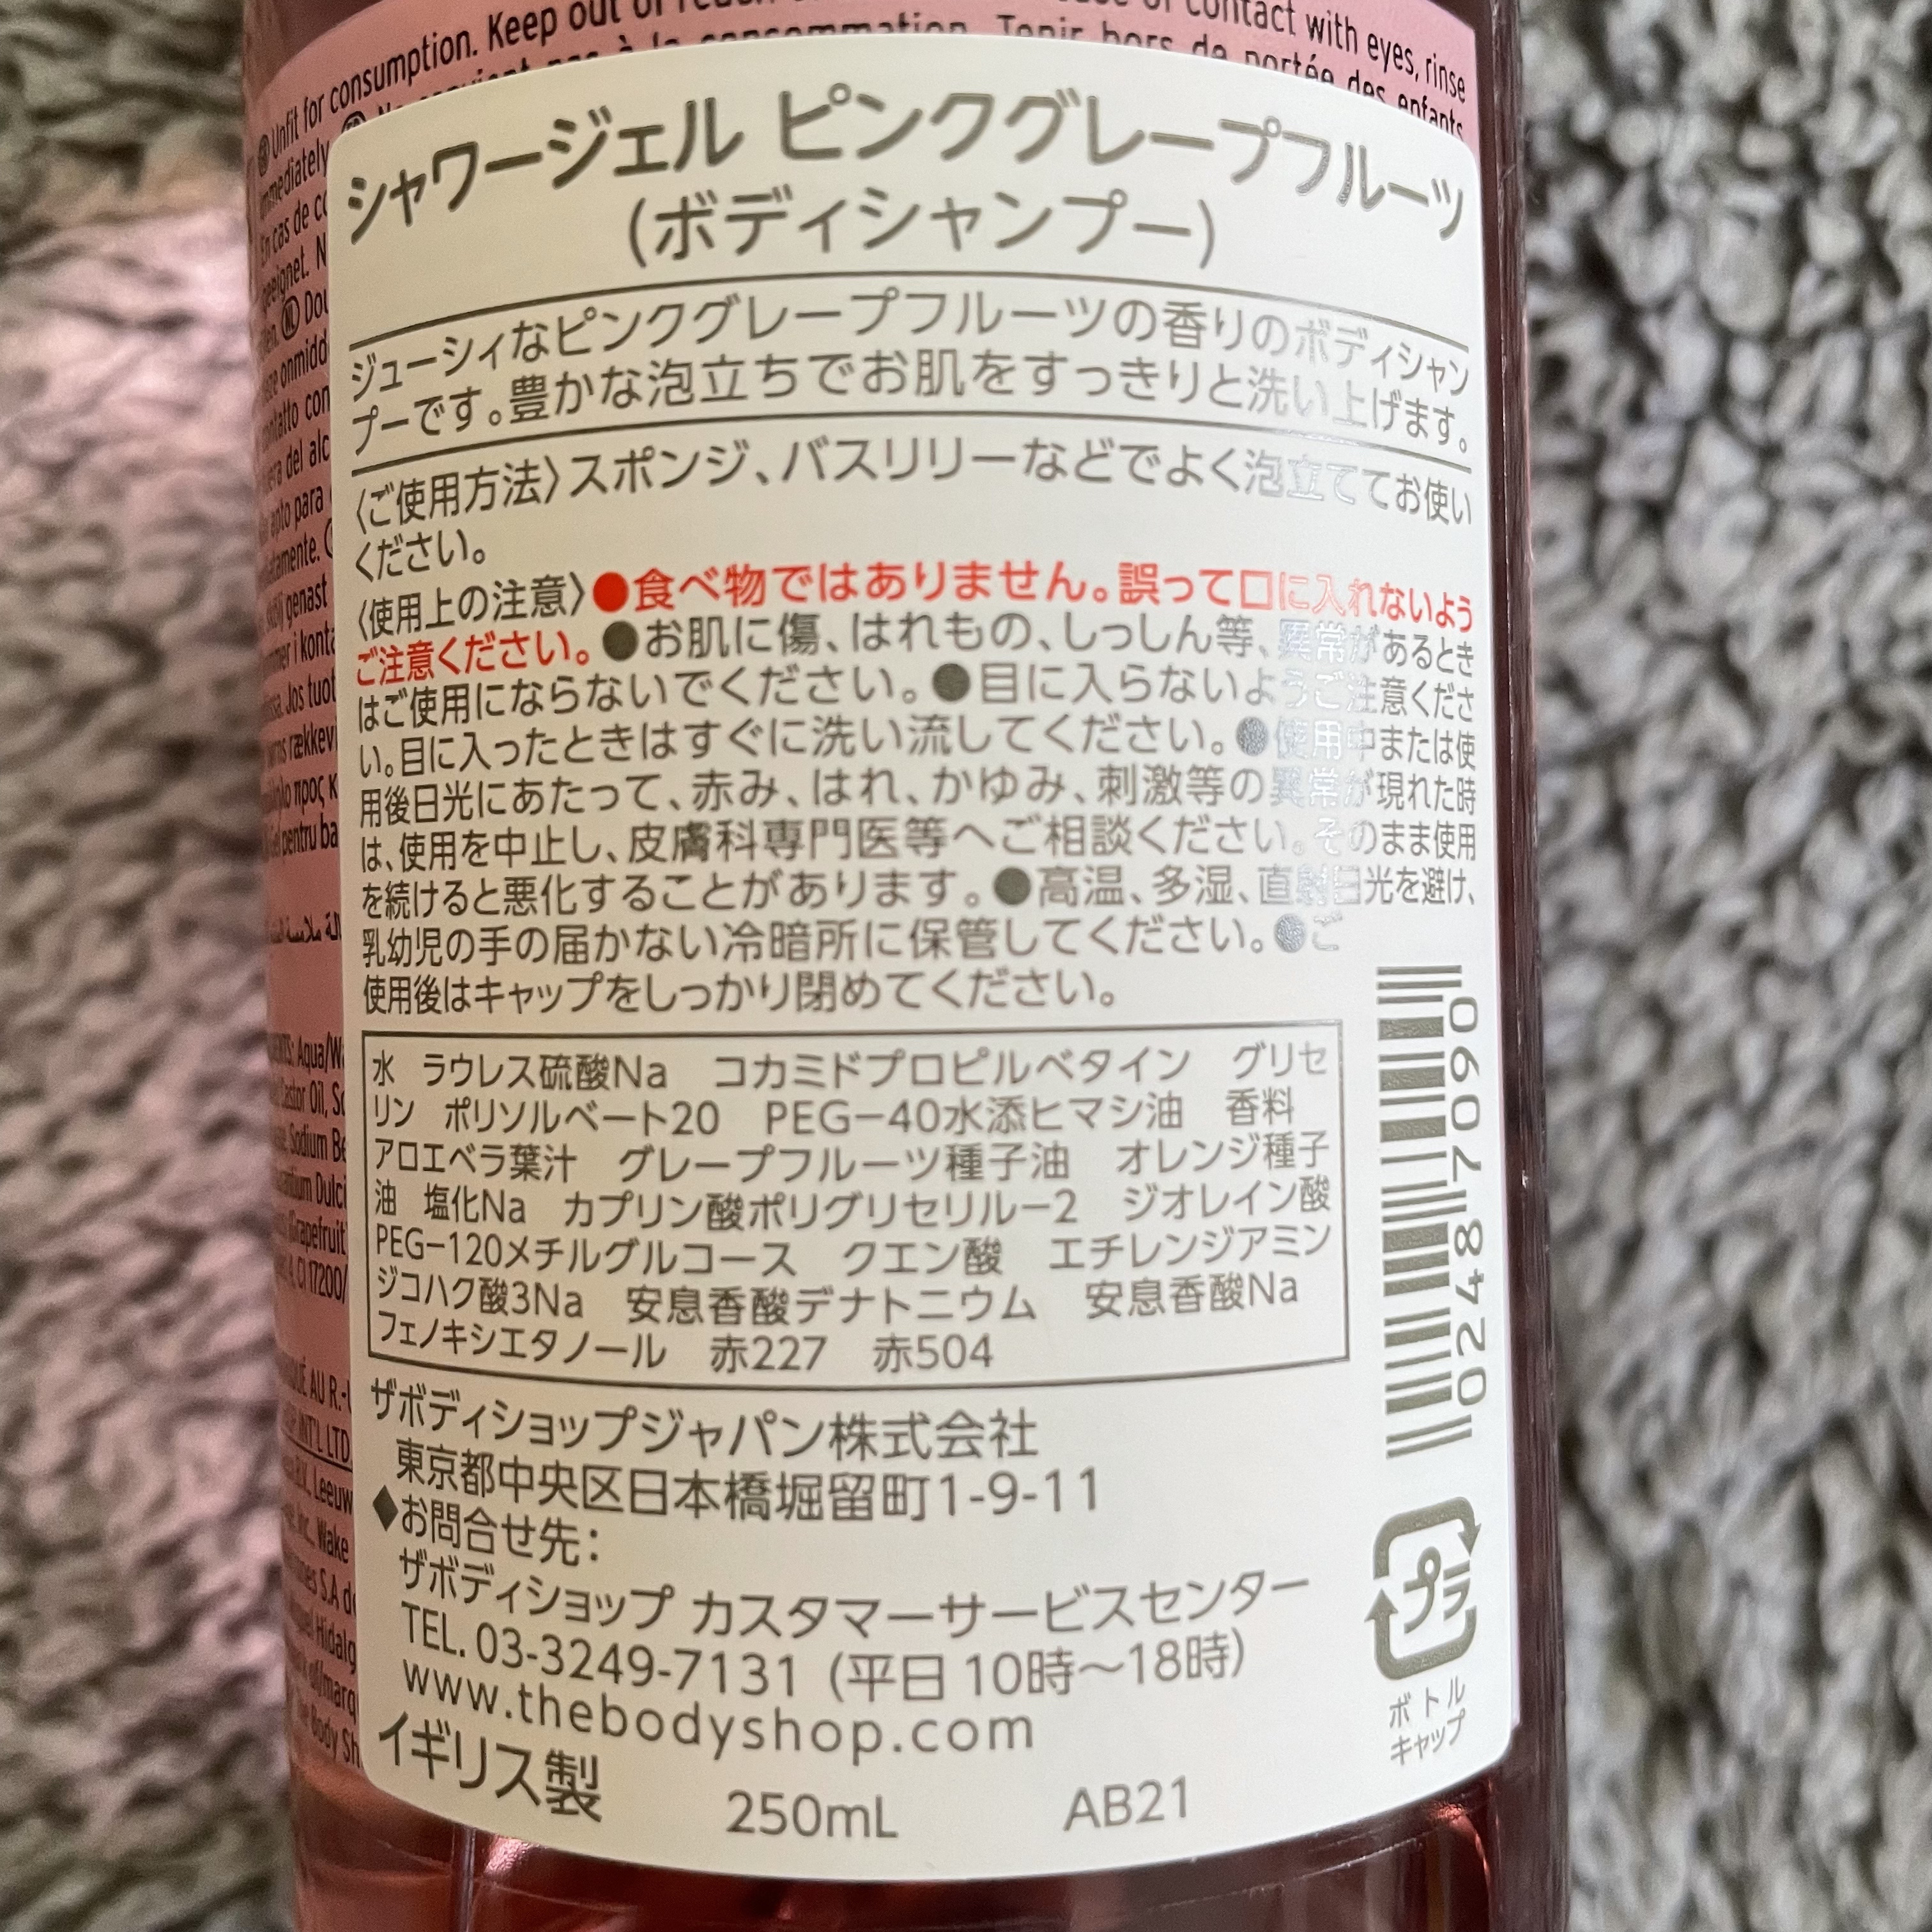 Unfit for consumption. Keep out of reach
contact with eyes, rinse
immediately
Tenir hors de portée des enfants
En cas de
シャワージェル ピンクグレープフルーツ
(ボディシャンプー)
ジューシィなピンクグレープフルーツの香りのボディシャン
プーです。豊かな泡立ちでお肌をすっきりと洗い上げます。
〈ご使用方法〉スポンジ、バスリリーなどでよく泡立ててお使い
ください。
〈使用上の注意〉●食べ物ではありません。誤って口に入れないよう
ご注意ください。●お肌に傷、はれもの、しっしん等、異常があるとき
はご使用にならないでください。●目に入らないようご注意くださ
い。目に入ったときはすぐに洗い流してください。●使用中または使
用後日光にあたって、赤み、はれ、かゆみ、刺激等の異常が現れた時
は、使用を中止し、皮膚科専門医等へご相談ください。そのまま使用
を続けると悪化することがあります。●高温、多湿、直射日光を避け、
乳幼児の手の届かない冷暗所に保管してください。●ご
使用後はキャップをしっかり閉めてください。
水　ラウレス硫酸Na　コカミドプロピルベタイン　グリセ
リン　ポリソルベート20　PEG－40水添ヒマシ油　香料
アロエベラ葉汁　グレープフルーツ種子油　オレンジ種子
油　塩化Na　カプリン酸ポリグリセリル－2　ジオレイン酸
PEG－120メチルグルコース　クエン酸　エチレンジアミン
ジコハク酸3Na　安息香酸デナトニウム　安息香酸Na
フェノキシエタノール　赤227　赤504
ザボディショップジャパン株式会社
東京都中央区日本橋堀留町1-9-11
◆お問合せ先：
ザボディショップ カスタマーサービスセンター
TEL. 03-3249-7131 (平日 10時～18時)
www.thebodyshop.com
イギリス製　250mL　AB21
02487060
プラ
ボトル
キャップ